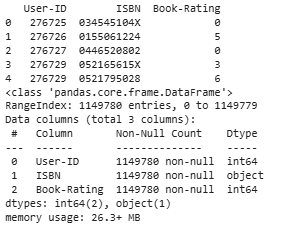 User-ID ISBN Book-Rating
0 276725 034545104X 0
1 276726 0155061224 5
2 276727 0446520802 0
3 276729 052165615X 3
4 276729 0521795028 6
<class 'pandas.core.frame.DataFrame'>
RangeIndex: 1149780 entries, 0 to 1149779
Data columns (total 3 columns):
# Column Non-Null Count Dtype
--- ------ -------------- -----
0 User-ID 1149780 non-null int64
1 ISBN 1149780 non-null object
2 Book-Rating 1149780 non-null int64
dtypes: int64(2), object(1)
memory usage: 26.3+ MB